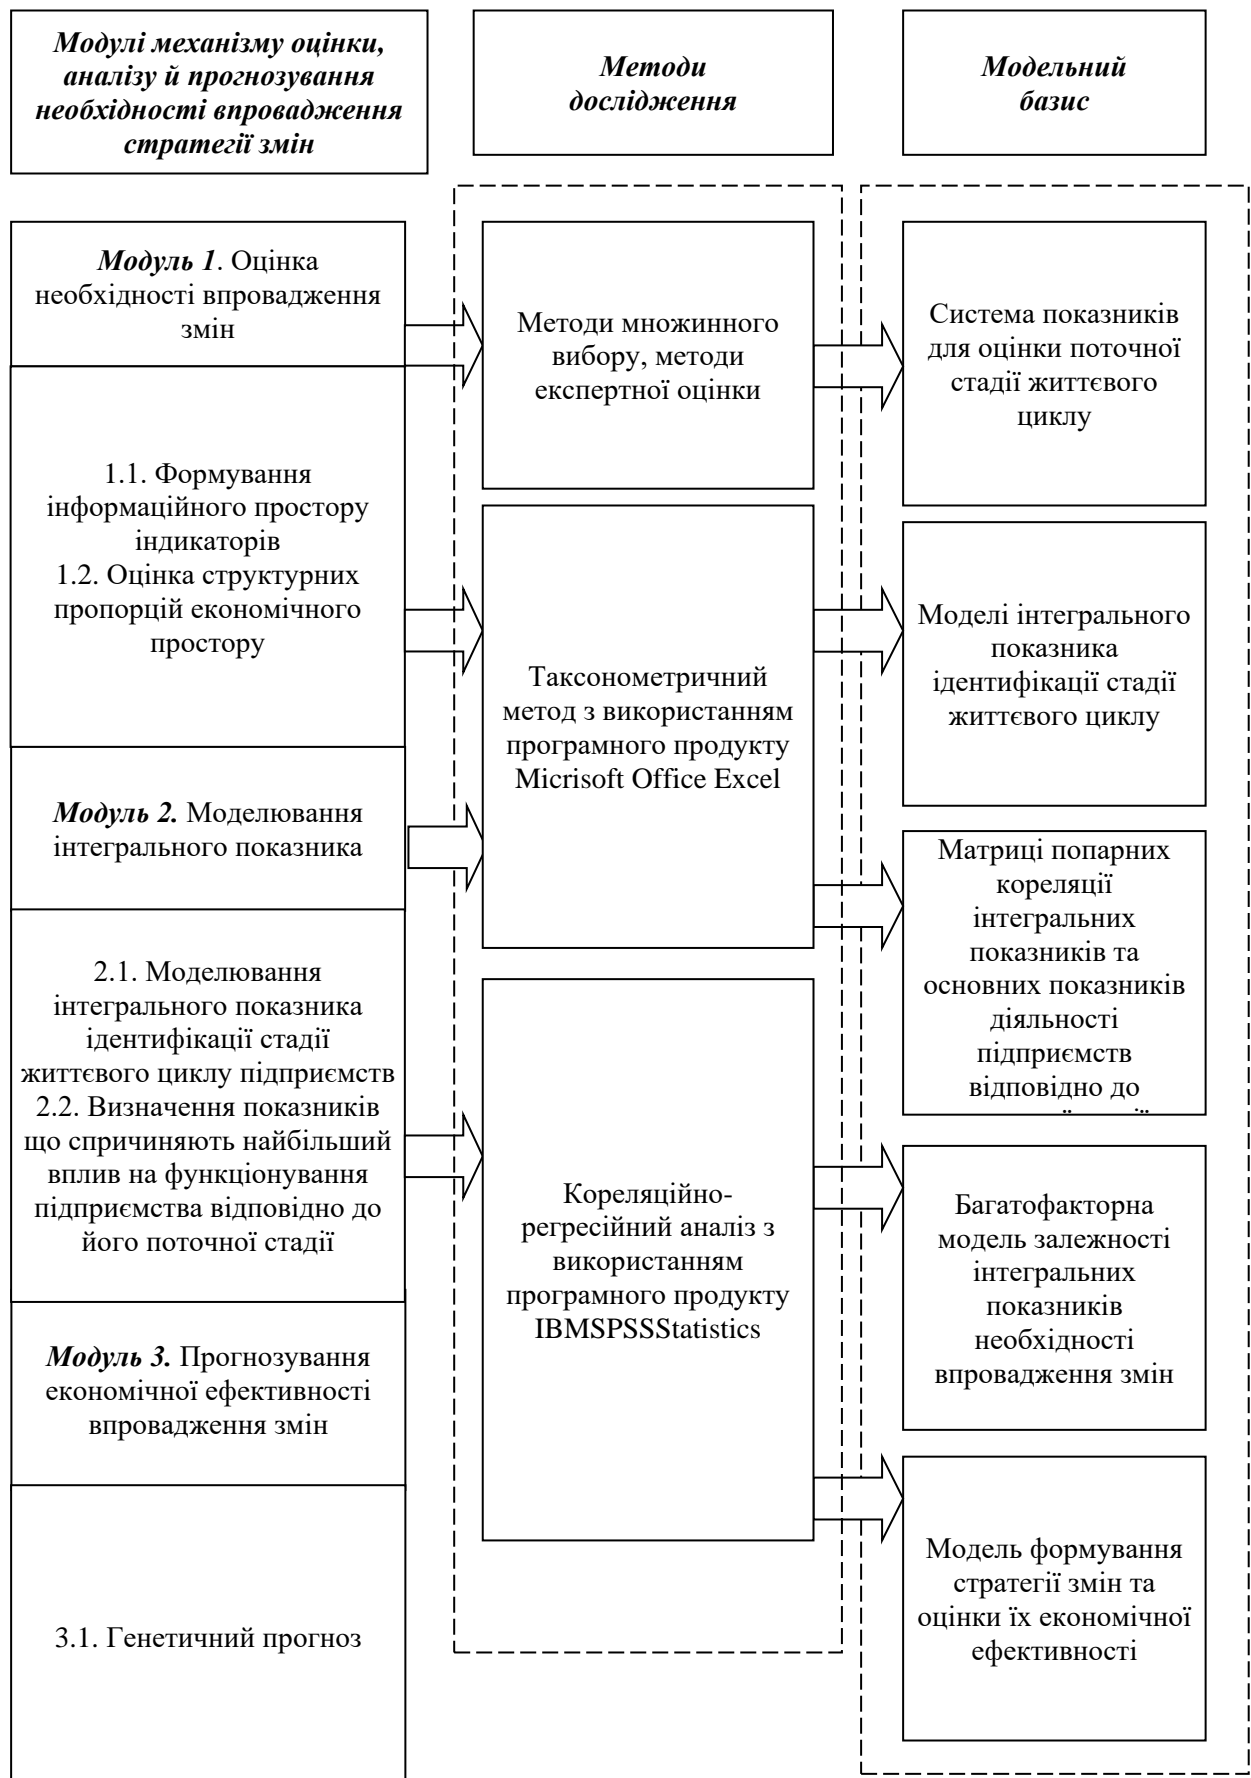 Модулі механізму оцінки,
аналізу й прогнозування
необхідності впровадження
стратегії змін
Методи
дослідження
Модельний
базис
Модуль 1. Оцінка
необхідності впровадження
змін
1.1. Формування
інформаційного простору
індикаторів
1.2. Оцінка структурних
пропорцій економічного
простору
Модуль 2. Моделювання
інтегрального показника
2.1. Моделювання
інтегрального показника
ідентифікації стадії
життєвого циклу підприємств
2.2. Визначення показників
що спричиняють найбільший
вплив на функціонування
підприємства відповідно до
його поточної стадії
Модуль 3. Прогнозування
економічної ефективності
впровадження змін
3.1. Генетичний прогноз
Методи множинного
вибору, методи
експертної оцінки
Таксонометричний
метод з використанням
програмного продукту
Micrisoft Office Excel
Кореляційно-
регресійний аналіз з
використанням
програмного продукту
IBMSPSSStatistics
Система показників
для оцінки поточної
стадії життєвого
циклу
Моделі інтегрального
показника
ідентифікації стадії
життєвого циклу
Матриці попарних
кореляції
інтегральних
показників та
основних показників
діяльності
підприємств
відповідно до
Багатофакторна
модель залежності
інтегральних
показників
необхідності
впровадження змін
Модель формування
стратегії змін та
оцінки їх економічної
ефективності